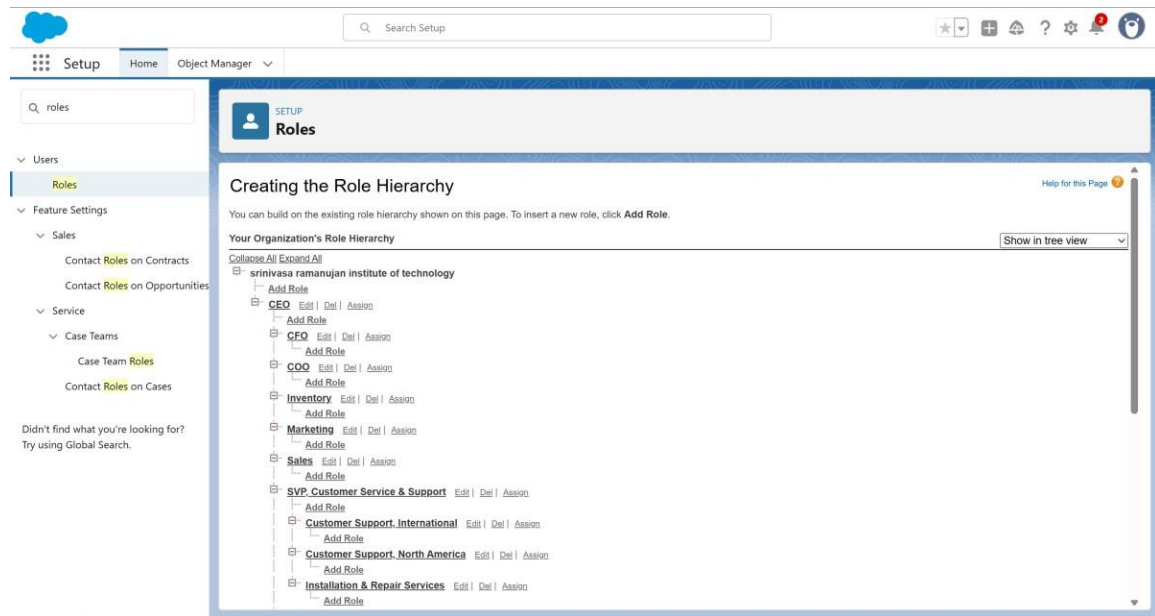 Search Setup
2
Setup Home Object Manager
roles
Users
Roles
Feature Settings
Sales
Contact Roles on Contracts
Contact Roles on Opportunities
Service
Case Teams
Case Team Roles
Contact Roles on Cases
Didn't find what you're looking for?
Try using Global Search.
SETUP
Roles
Creating the Role Hierarchy
Help for this Page
You can build on the existing role hierarchy shown on this page. To insert a new role, click Add Role.
Your Organization's Role Hierarchy
Show in tree view
Collapse All Expand All
srinivasa ramanujan institute of technology
Add Role
CEO Edit | Del | Assign
Add Role
CFO Edit | Del | Assign
Add Role
COO Edit | Del | Assign
Add Role
Inventory Edit | Del | Assign
Add Role
Marketing Edit | Del | Assign
Add Role
Sales Edit | Del | Assign
Add Role
SVP, Customer Service & Support Edit | Del | Assign
Add Role
Customer Support, International Edit | Del | Assign
Add Role
Customer Support, North America Edit | Del | Assign
Add Role
Installation & Repair Services Edit | Del | Assign
Add Role